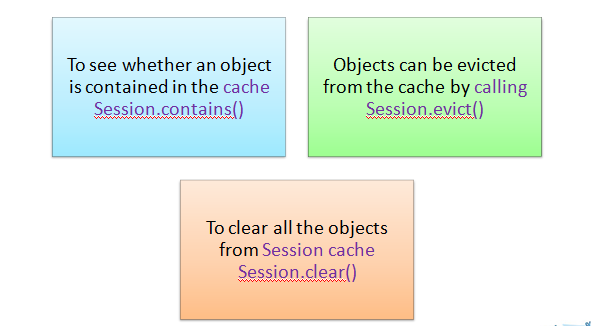 To see whether an object
is contained in the cache
Session.contains()
Objects can be evicted
from the cache by calling
Session.evict()
To clear all the objects
from Session cache
Session.clear()